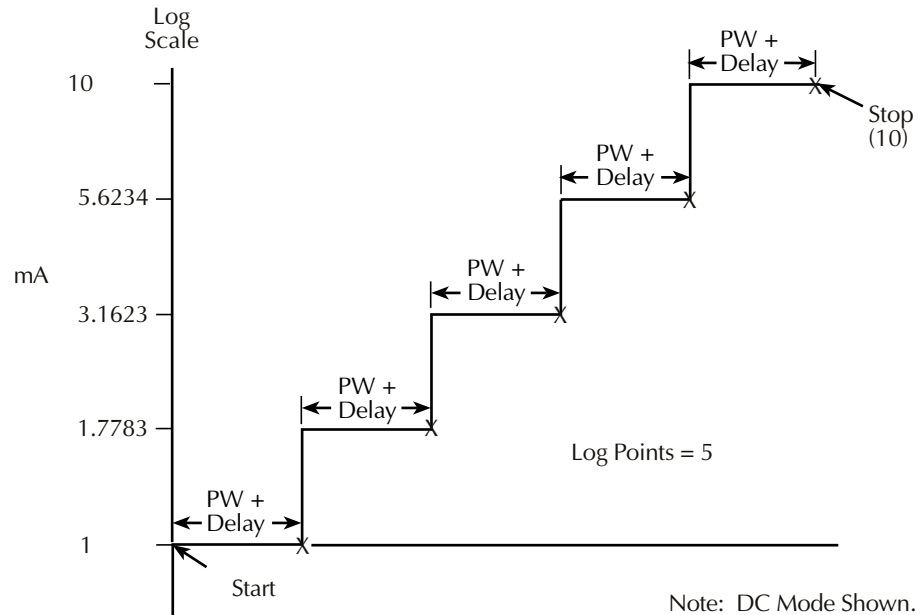 Log
Scale
PW +
Delay
10
X
Stop
(10)
PW +
Delay
5.6234
X
mA
PW +
Delay
3.1623
X
PW +
Delay
1.7783
X
Log Points = 5
PW +
Delay
1
X
Start
Note: DC Mode Shown.